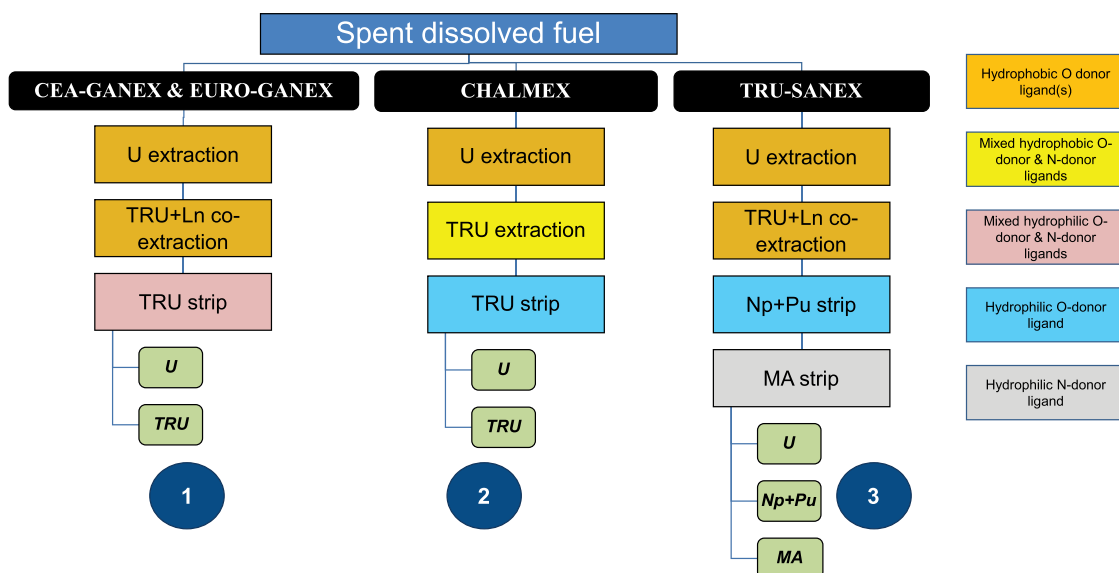 Spent dissolved fuel
CEA-GANEX & EURO-GANEX
U extraction
TRU+Ln co-
extraction
TRU strip
U
TRU
1
CHALMEX
U extraction
TRU extraction
TRU strip
U
TRU
2
TRU-SANEX
U extraction
TRU+Ln co-
extraction
Np+Pu strip
MA strip
U
Np+Pu
MA
3
Hydrophobic O donor
ligand(s)
Mixed hydrophobic O-
donor & N-donor
ligands
Mixed hydrophilic O-
donor & N-donor
ligands
Hydrophilic O-donor
ligand
Hydrophilic N-donor
ligand